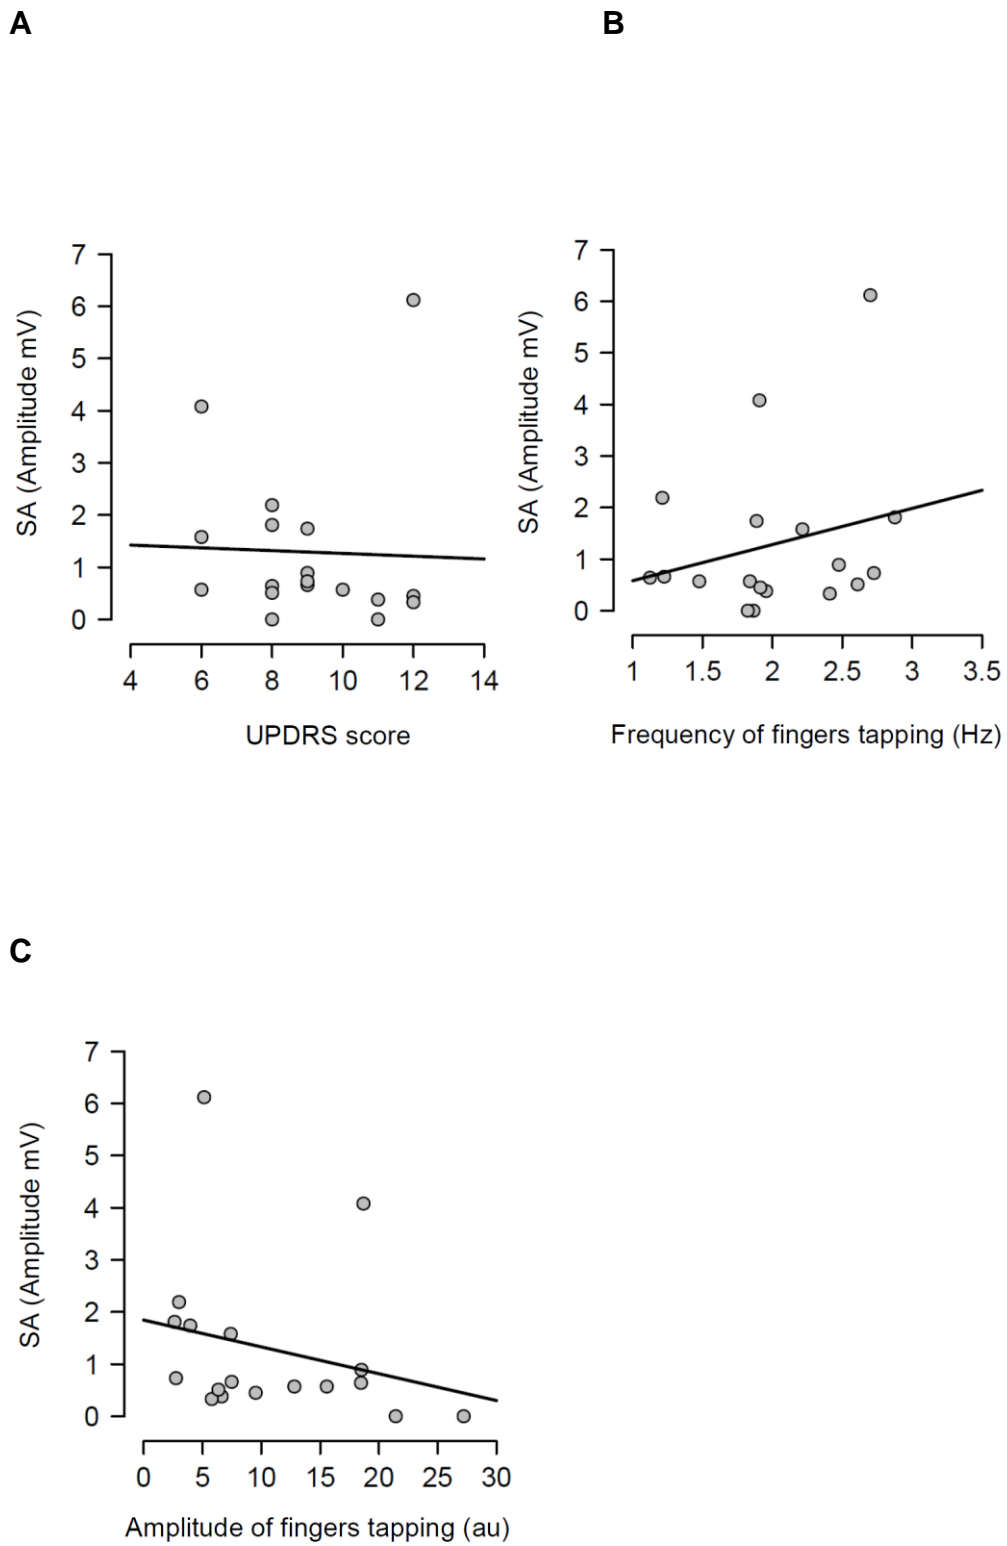 A
B
7
6
5
4
3
2
1
0
SA (Amplitude mV)
4 6 8 10 12 14
UPDRS score
7
6
5
4
3
2
1
0
SA (Amplitude mV)
1 1.5 2 2.5 3 3.5
Frequency of fingers tapping (Hz)
C
7
6
5
4
3
2
1
0
SA (Amplitude mV)
0 5 10 15 20 25 30
Amplitude of fingers tapping (au)